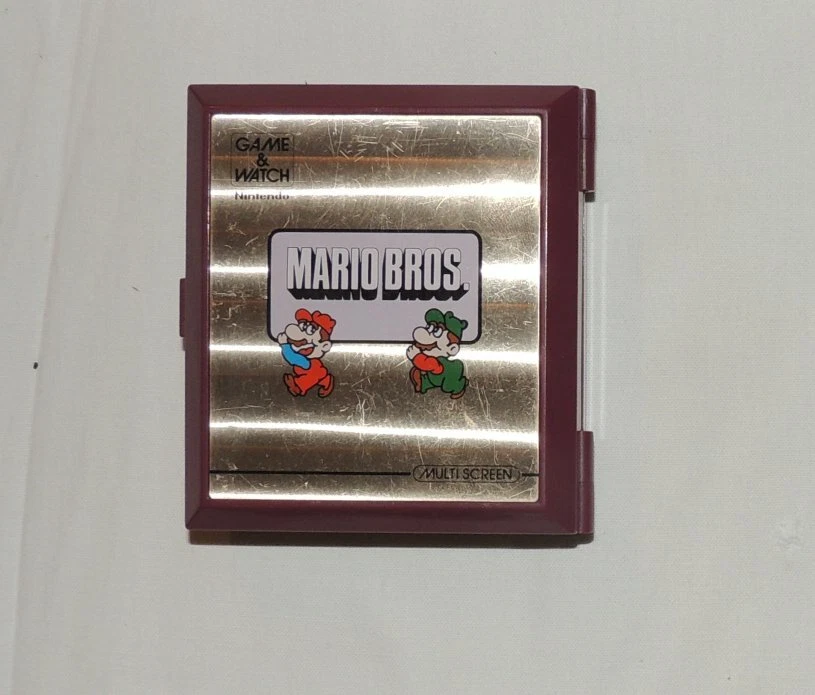 GAME
&
WATCH
Nintendo
MARIO BROS.
MULTI SCREEN